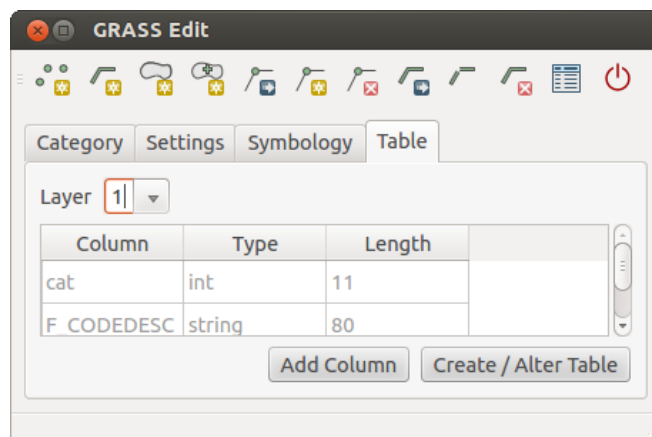 GRASS Edit
Category Settings Symbology Table
Layer 1
Column Type Length
cat int 11
F_CODEDESC string 80
Add Column Create / Alter Table